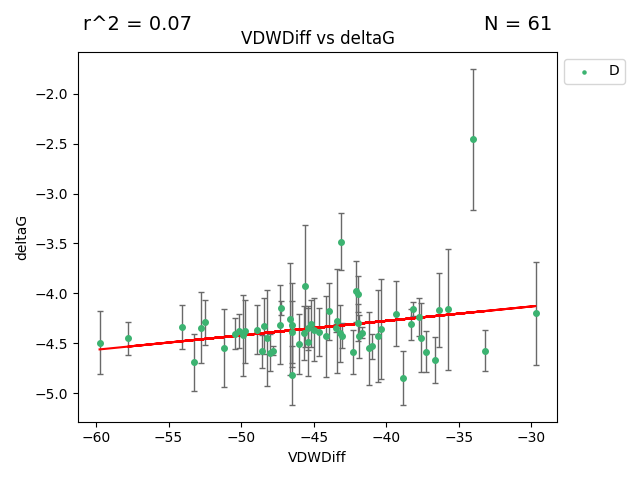 r^2 = 0.07
N = 61
VDWDiff vs deltaG
D
deltaG
−2.0
−2.5
−3.0
−3.5
−4.0
−4.5
−5.0
−60
−55
−50
−45
−40
−35
−30
VDWDiff